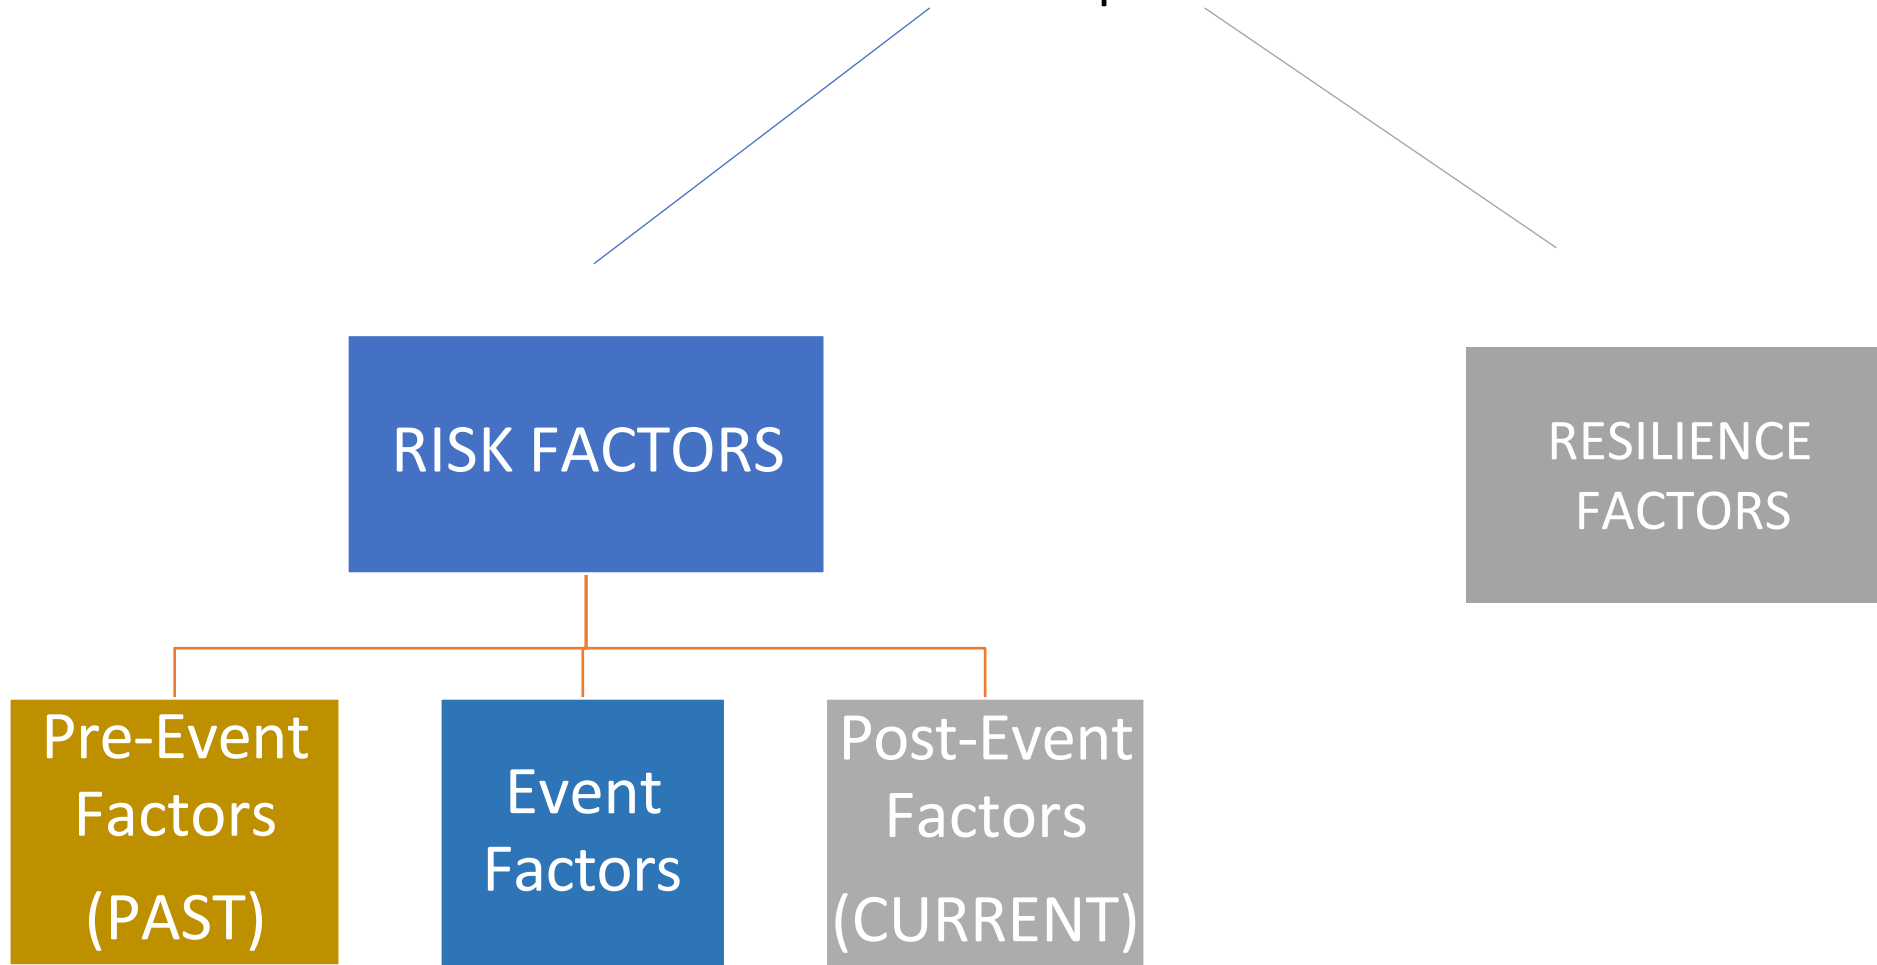 RISK FACTORS
RESILIENCE
FACTORS
Pre-Event
Factors
(PAST)
Event
Factors
Post-Event
Factors
(CURRENT)